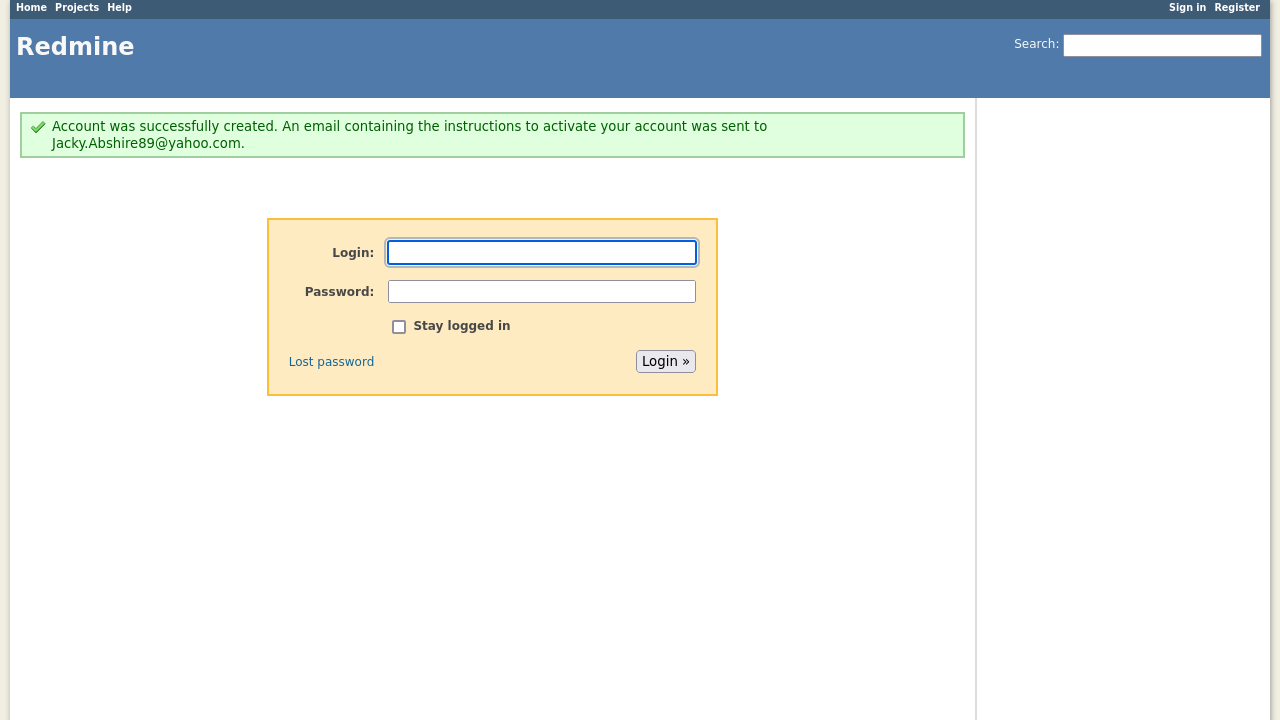 Home Projects Help Sign in Register
Redmine
Search:
Account was successfully created. An email containing the instructions to activate your account was sent to
Jacky.Abshire89@yahoo.com.
Login:
Password:
Stay logged in
Lost password
Login »